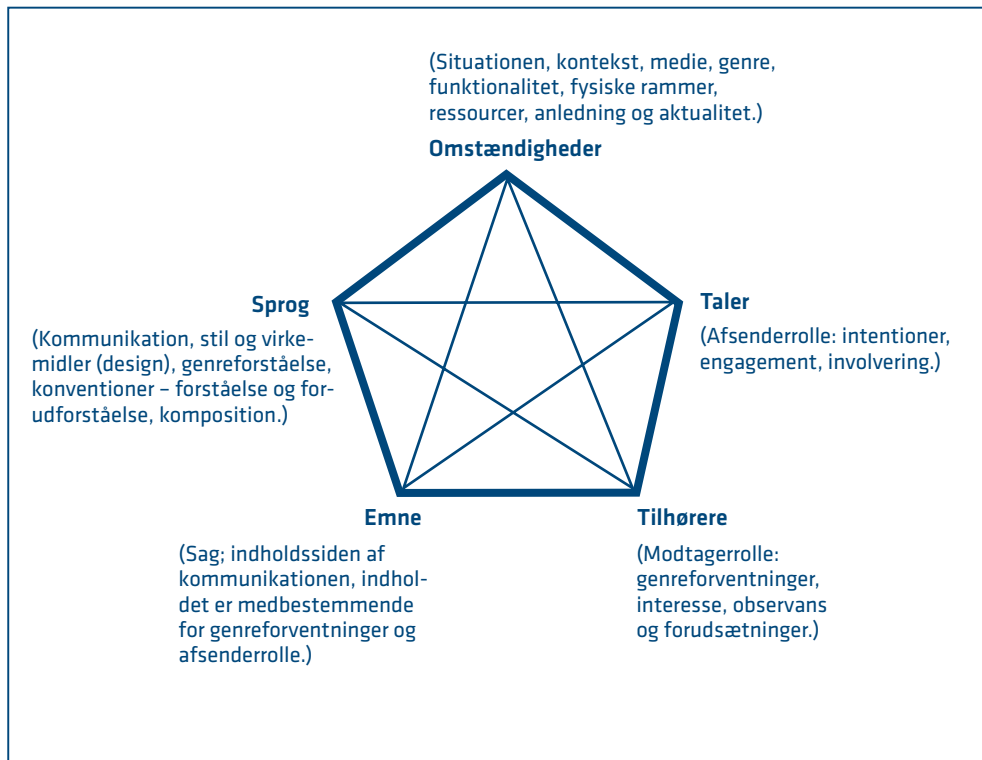 (Situationen, kontekst, medie, genre,
funktionalitet, fysiske rammer,
ressourcer, anledning og aktualitet.)
Omstændigheder
Sprog
(Kommunikation, stil og virke-
midler (design), genreforståelse,
konventioner – forståelse og for-
udforståelse, komposition.)
Taler
(Afsenderrolle: intentioner,
engagement, involvering.)
Emne
(Sag; indholdssiden af
kommunikationen, indhol-
det er medbestemmende
for genreforventninger og
afsenderrolle.)
Tilhørere
(Modtagerrolle:
genreforventninger,
interesse, observans
og forudsætninger.)